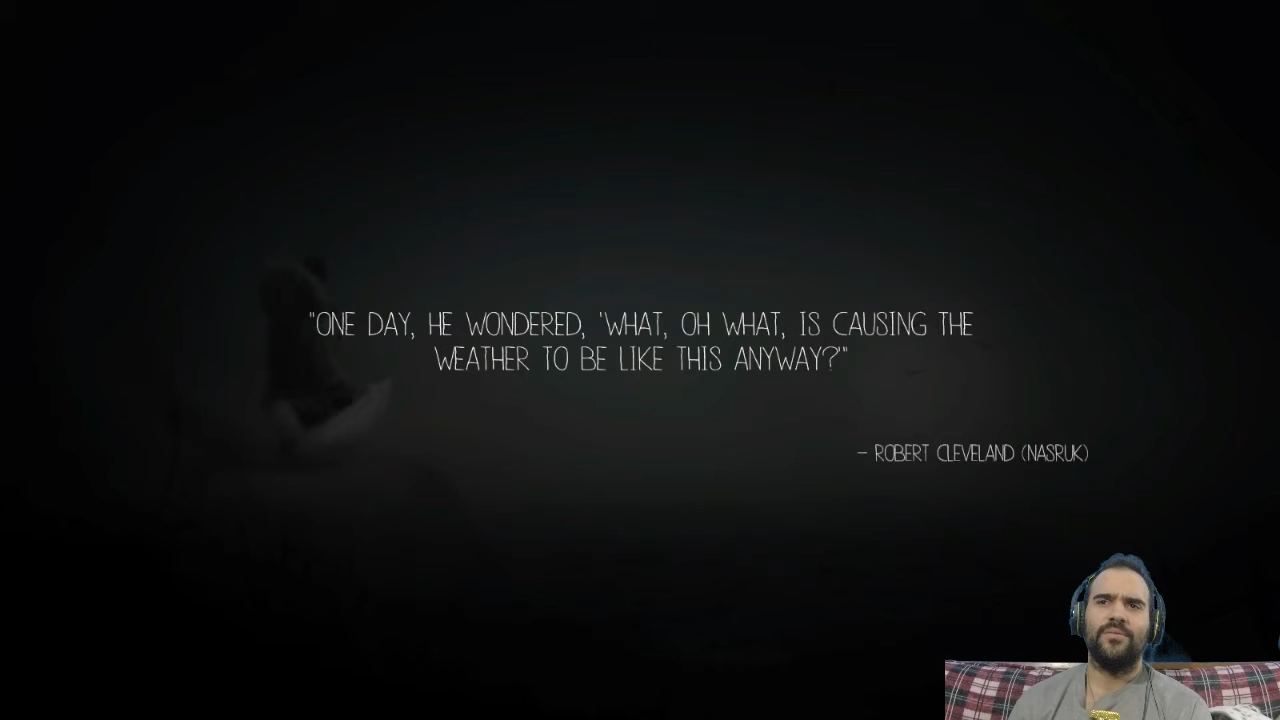 "ONE DAY, HE WONDERED, 'WHAT, OH WHAT, IS CAUSING THE
WEATHER TO BE LIKE THIS ANYWAY?'"
– ROBERT CLEVELAND (NASRUK)